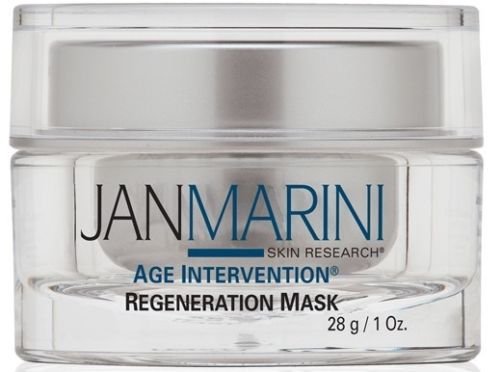 JANMARINI
SKIN RESEARCH®
AGE INTERVENTION®
REGENERATION MASK
28 g / 1 Oz.